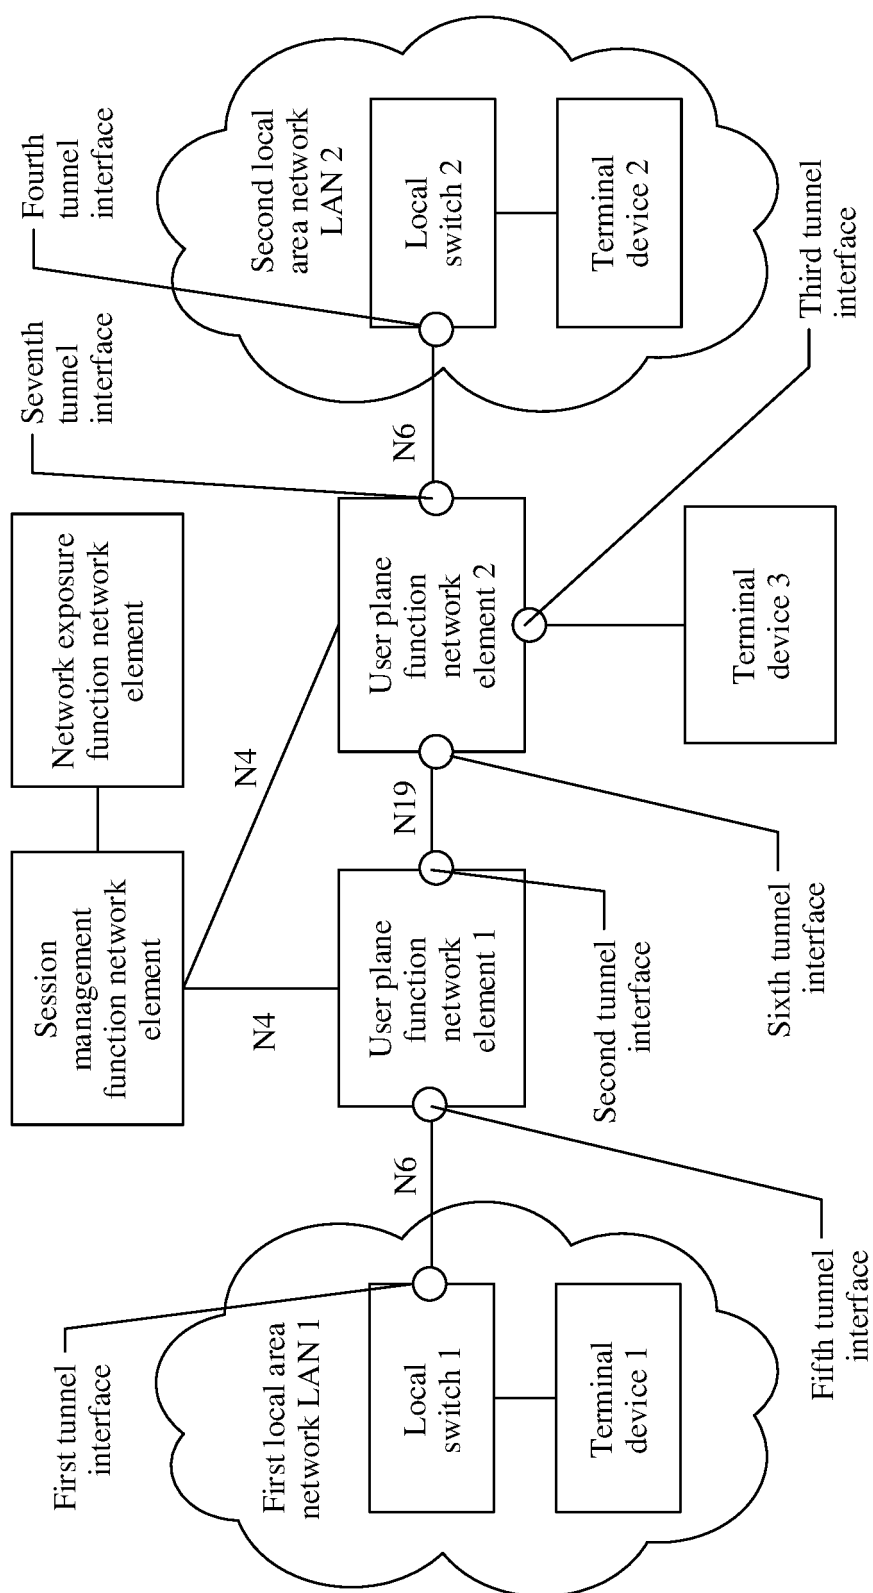 Session
management
function network
element
Network exposure
function network
element
Seventh
tunnel
interface
Fourth
tunnel
interface
First tunnel
interface
N4
N4
First local area
network LAN 1
Local
switch 1
Terminal
device 1
N6
User plane
function
network
element 1
N19
User plane
function
network
element 2
N6
Second local
area network
LAN 2
Local
switch 2
Terminal
device 2
Terminal
device 3
Fifth tunnel
interface
Second tunnel
interface
Sixth tunnel
interface
Third tunnel
interface